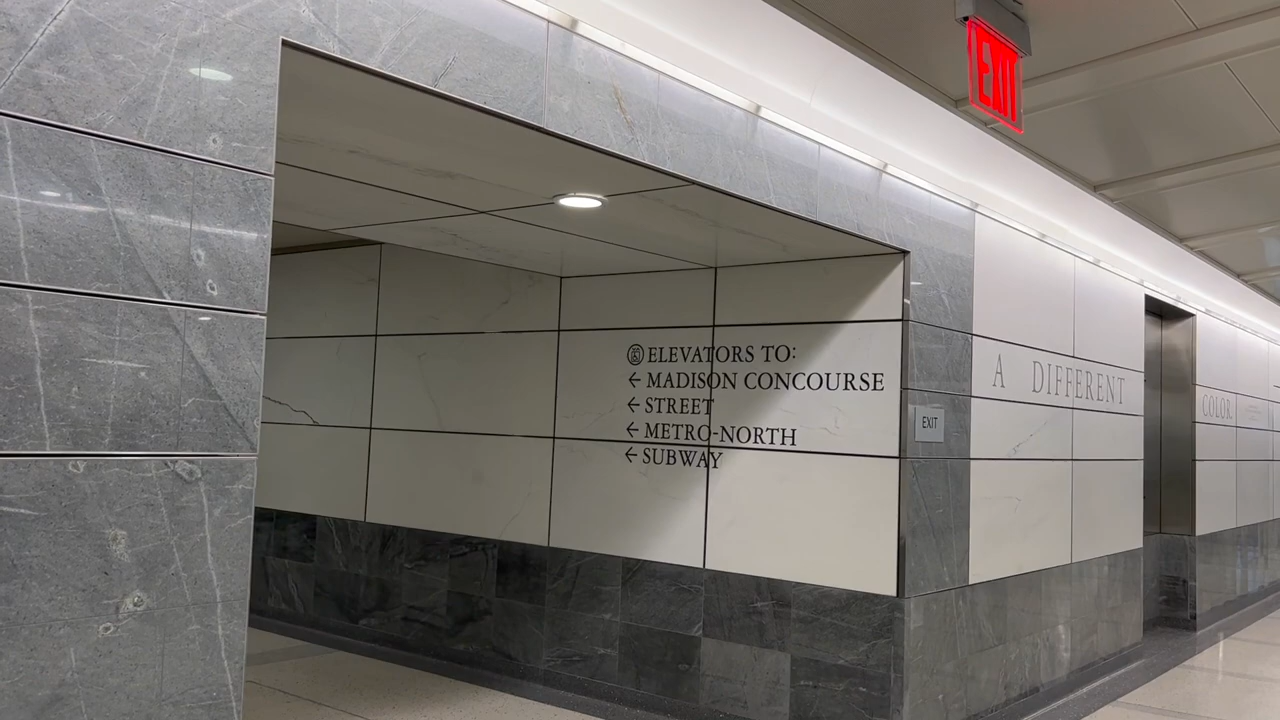 EXIT
ELEVATORS TO:
← MADISON CONCOURSE
← STREET
← METRO-NORTH
← SUBWAY
EXIT
A DIFFERENT
COLOR.